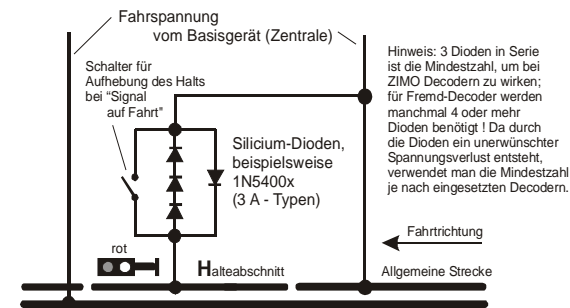 Fahrspannung
vom Basisgerät (Zentrale)
Schalter für
Aufhebung des Halts
bei “Signal
auf Fahrt”
Silicium-Dioden,
beispielsweise
1N5400x
(3 A - Typen)
Hinweis: 3 Dioden in Serie
ist die Mindestzahl, um bei
ZIMO Decodern zu wirken;
für Fremd-Decoder werden
manchmal 4 oder mehr
Dioden benötigt ! Da durch
die Dioden ein unerwünschter
Spannungsverlust entsteht,
verwendet man die Mindestzahl
je nach eingesetzten Decodern.
Fahrtrichtung
rot
Halteabschnitt
Allgemeine Strecke